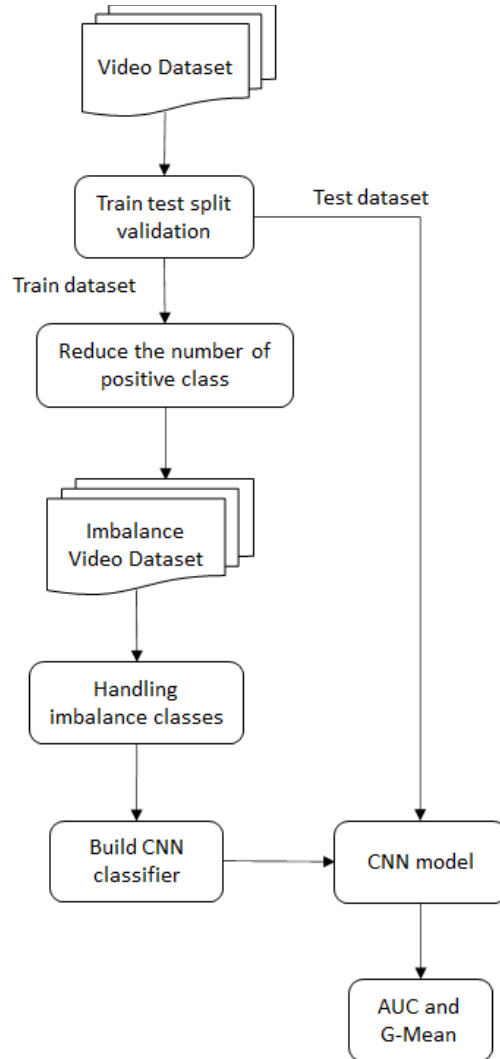 Video Dataset
Train test split
validation
Test dataset
Train dataset
Reduce the number of
positive class
Imbalance
Video Dataset
Handling
imbalance classes
Build CNN
classifier
CNN model
AUC and
G-Mean